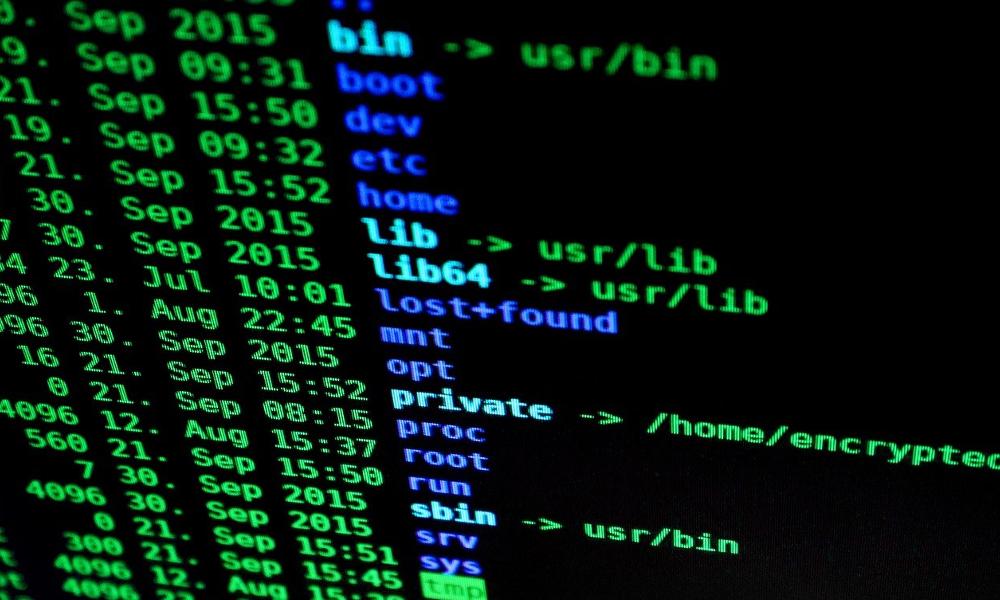 0. Sep 2015 bin -> usr/bin
9. Sep 09:31 boot
21. Sep 15:50 dev
19. Sep 09:32 etc
21. Sep 15:52 home
30. Sep 2015 lib -> usr/lib
7 30. Sep 2015 lib64 -> usr/lib
84 23. Jul 10:01 lost+found
96 1. Aug 22:45 mnt
096 30. Sep 2015 opt
16 21. Sep 15:52 private -> /home/encrypted
0 21. Sep 08:15 proc
4096 12. Aug 15:37 root
560 21. Sep 15:50 run
7 30. Sep 2015 sbin -> usr/bin
4096 30. Sep 2015 srv
0 21. Sep 15:51 sys
300 21. Sep 15:45 tmp
4096 12. Aug
4096